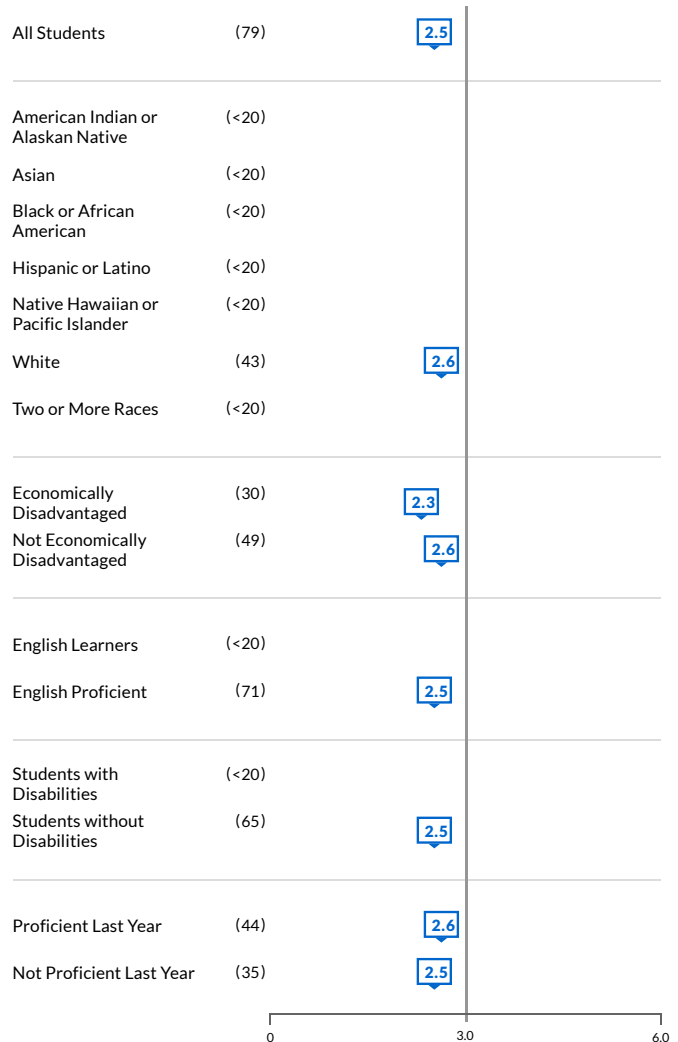 All Students (79) 2.5
American Indian or (<20)
Alaskan Native
Asian (<20)
Black or African (<20)
American
Hispanic or Latino (<20)
Native Hawaiian or (<20)
Pacific Islander
White (43) 2.6
Two or More Races (<20)
Economically (30) 2.3
Disadvantaged
Not Economically (49) 2.6
Disadvantaged
English Learners (<20)
English Proficient (71) 2.5
Students with (<20)
Disabilities
Students without (65) 2.5
Disabilities
Proficient Last Year (44) 2.6
Not Proficient Last Year (35) 2.5
0 3.0 6.0